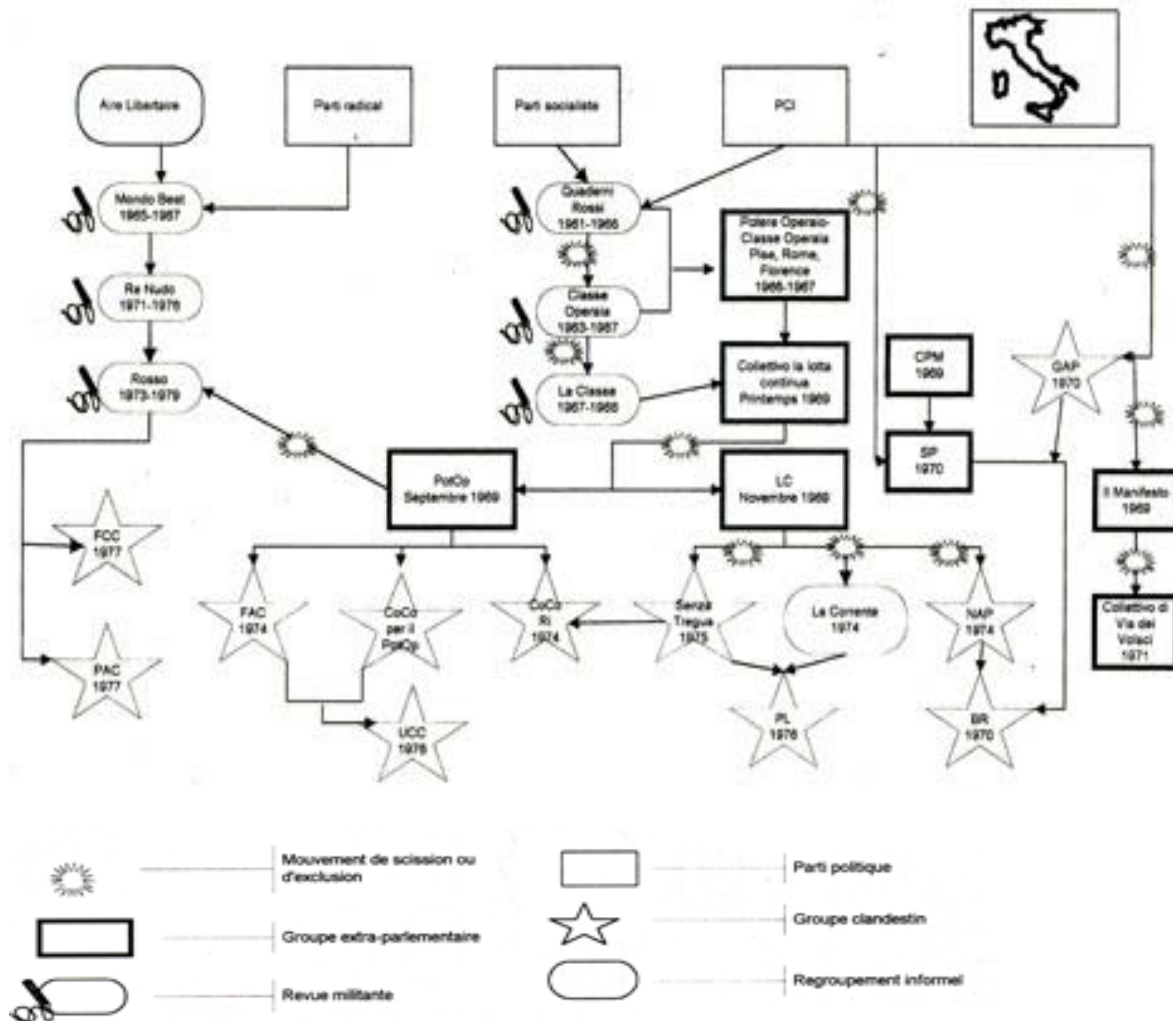 Aire Libertaire
Parti radical
Parti socialiste
PCI
Mondo Beat
1965-1967
Quaderni
Rossi
1961-1966
Potere Operaio-
Classe Operaia
Pise, Rome,
Florence
1966-1967
Re Nudo
1971-1976
Classe
Operaia
1963-1967
Rosso
1973-1979
La Classe
1967-1968
Collettivo la lotta
continua
Printemps 1969
CPM
1969
GAP
1970
PotOp
Septembre 1969
LC
Novembre 1969
SP
1970
Il Manifesto
1969
FCC
1977
FAC
1974
CoCo
per il
PotOp
CoCo
Ri
1974
Senza
Tregua
1975
La Corrente
1974
NAP
1974
Collettivo di
Via dei
Volsci
1971
PAC
1977
UCC
1976
PL
1976
BR
1970
Mouvement de scission ou
d'exclusion
Parti politique
Groupe extra-parlementaire
Groupe clandestin
Revue militante
Regroupement informel